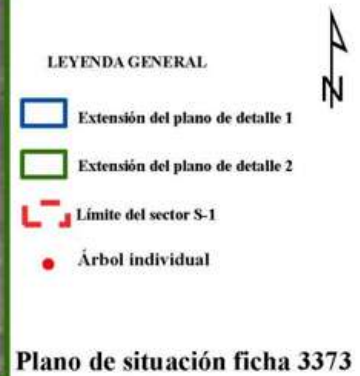 N
LEYENDA GENERAL
Extensión del plano de detalle 1
Extensión del plano de detalle 2
Límite del sector S-1
Árbol individual
Plano de situación ficha 3373